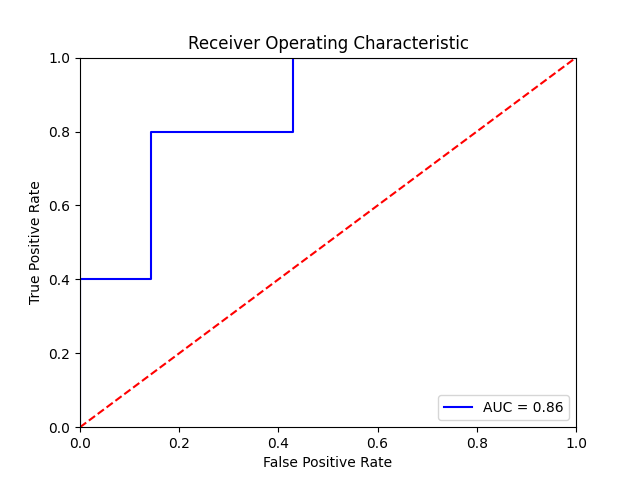 Receiver Operating Characteristic
1.0
0.8
0.6
0.4
0.2
0.0
True Positive Rate
AUC = 0.86
0.0 0.2 0.4 0.6 0.8 1.0
False Positive Rate